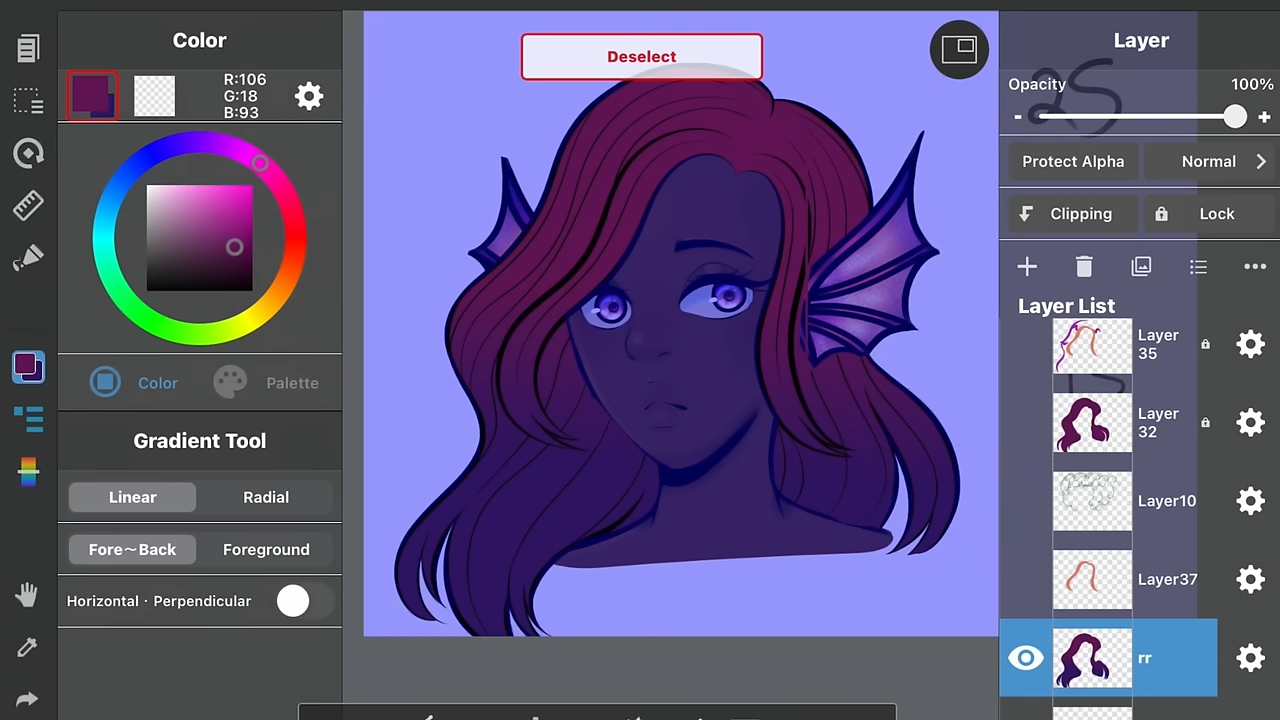 Color
R:106
G:18
B:93
Color
Palette
Gradient Tool
Linear
Radial
Fore~Back
Foreground
Horizontal · Perpendicular
Deselect
Layer
Opacity
100%
-
+
Protect Alpha
Normal
Clipping
Lock
Layer List
Layer
35
Layer
32
Layer10
Layer37
rr